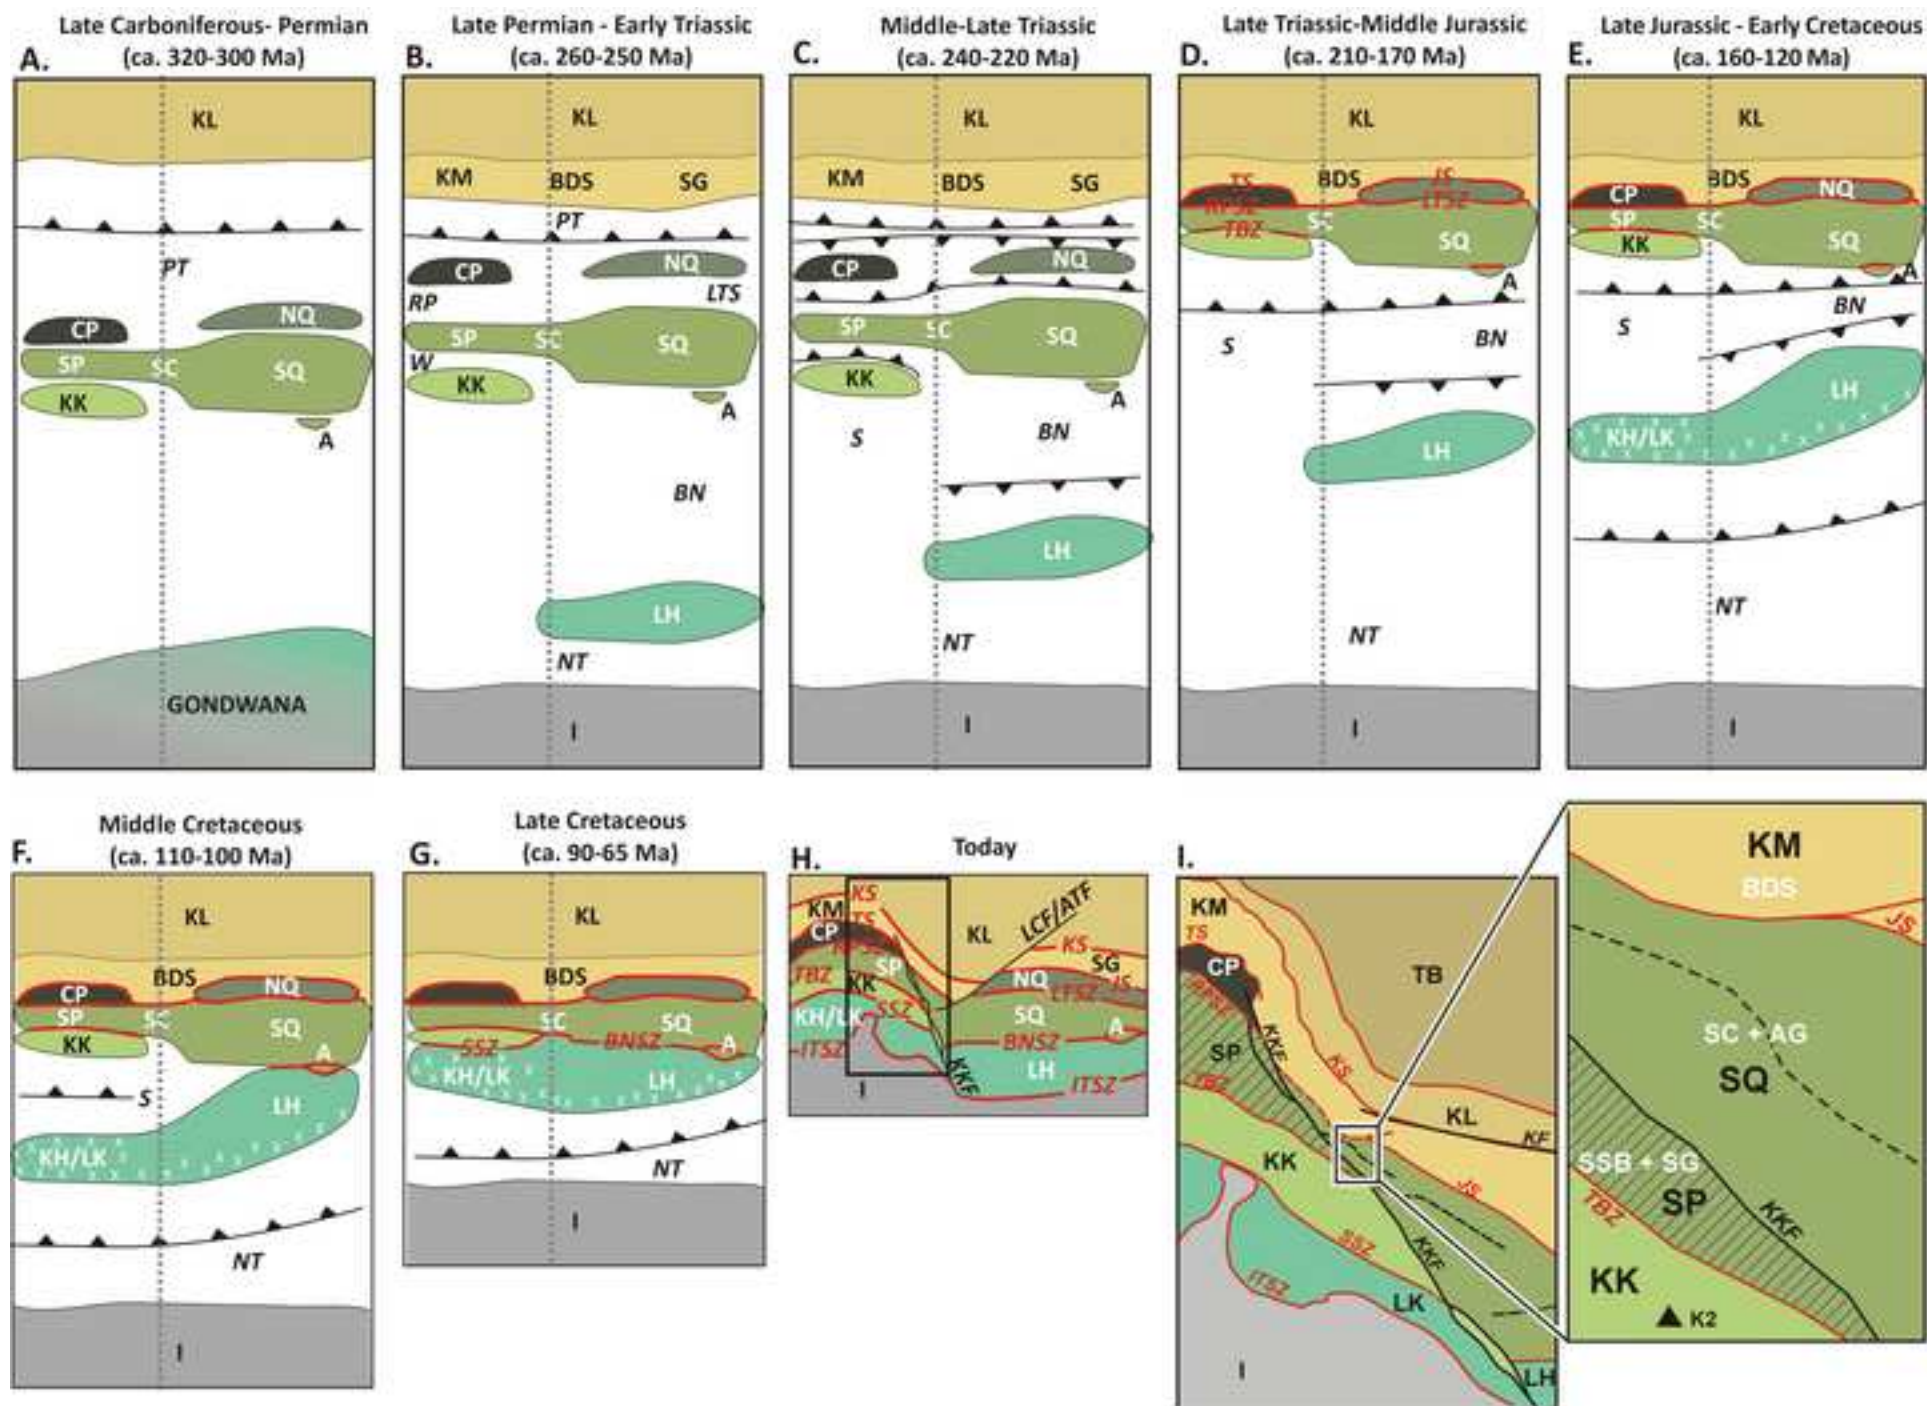 Late Carboniferous- Permian
(ca. 320-300 Ma)
A.
KL
PT
CP
NQ
SP
SC
SQ
KK
A
GONDWANA
Late Permian - Early Triassic
(ca. 260-250 Ma)
B.
KL
KM
BDS
SG
PT
CP
NQ
RP
LTS
SP
SC
SQ
W
KK
A
BN
LH
NT
I
Middle-Late Triassic
(ca. 240-220 Ma)
C.
KL
KM
BDS
SG
CP
NQ
SP
SC
SQ
KK
A
S
BN
LH
NT
I
Late Triassic-Middle Jurassic
(ca. 210-170 Ma)
D.
KL
TS
BDS
JS
RPSZ
LTSZ
SC
TBZ
SQ
A
S
BN
LH
NT
I
Late Jurassic - Early Cretaceous
(ca. 160-120 Ma)
E.
KL
BDS
CP
NQ
SP
SC
KK
SQ
A
BN
S
LH
KH/LK
NT
I
Middle Cretaceous
(ca. 110-100 Ma)
F.
KL
BDS
CP
NQ
SP
SC
SQ
KK
A
S
LH
KH/LK
NT
I
Late Cretaceous
(ca. 90-65 Ma)
G.
KL
BDS
SC
SQ
SSZ
BNSZ
A
KH/LK
LH
NT
I
Today
H.
KS
KM
TS
CP
KL
LCF/ATF
KS
SG
SP
TBZ
KK
NQ
JS
LTSZ
SSZ
KH/LK
SQ
A
BNSZ
ITSZ
LH
KKF
I
ITSZ
I.
KM
TS
CP
TB
RPSZ
KKF
KS
SP
TBZ
KL
KF
KK
JS
SSZ
KKF
ITSZ
LK
I
LH
KM
BDS
JS
SC + AG
SQ
SSB + SG
SP
TBZ
KKF
KK
K2